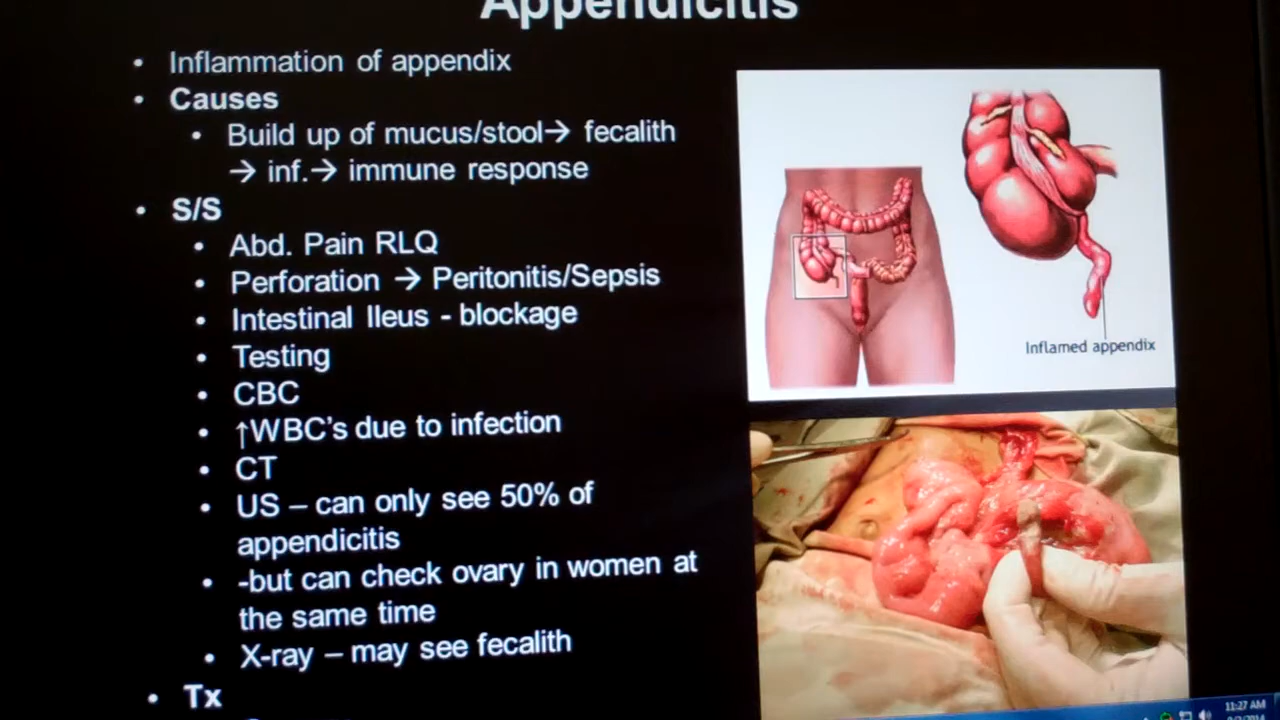 Appendicitis
• Inflammation of appendix
• Causes
• Build up of mucus/stool→ fecalith
→ inf.→ immune response
• S/S
• Abd. Pain RLQ
• Perforation → Peritonitis/Sepsis
• Intestinal Ileus - blockage
• Testing
• CBC
• ↑WBC's due to infection
• CT
• US – can only see 50% of
appendicitis
• -but can check ovary in women at
the same time
• X-ray – may see fecalith
• Tx
Inflamed appendix
11:27 AM